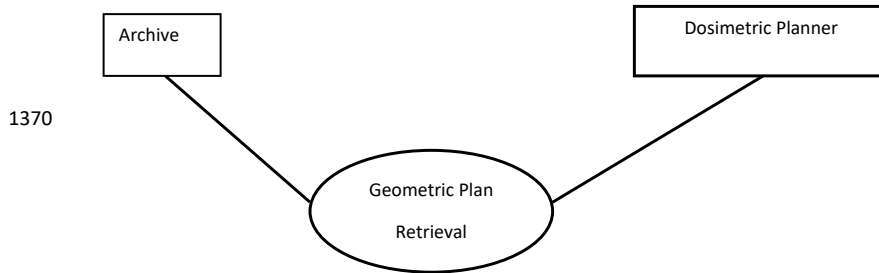 Archive
Dosimetric Planner
1370
Geometric Plan
Retrieval